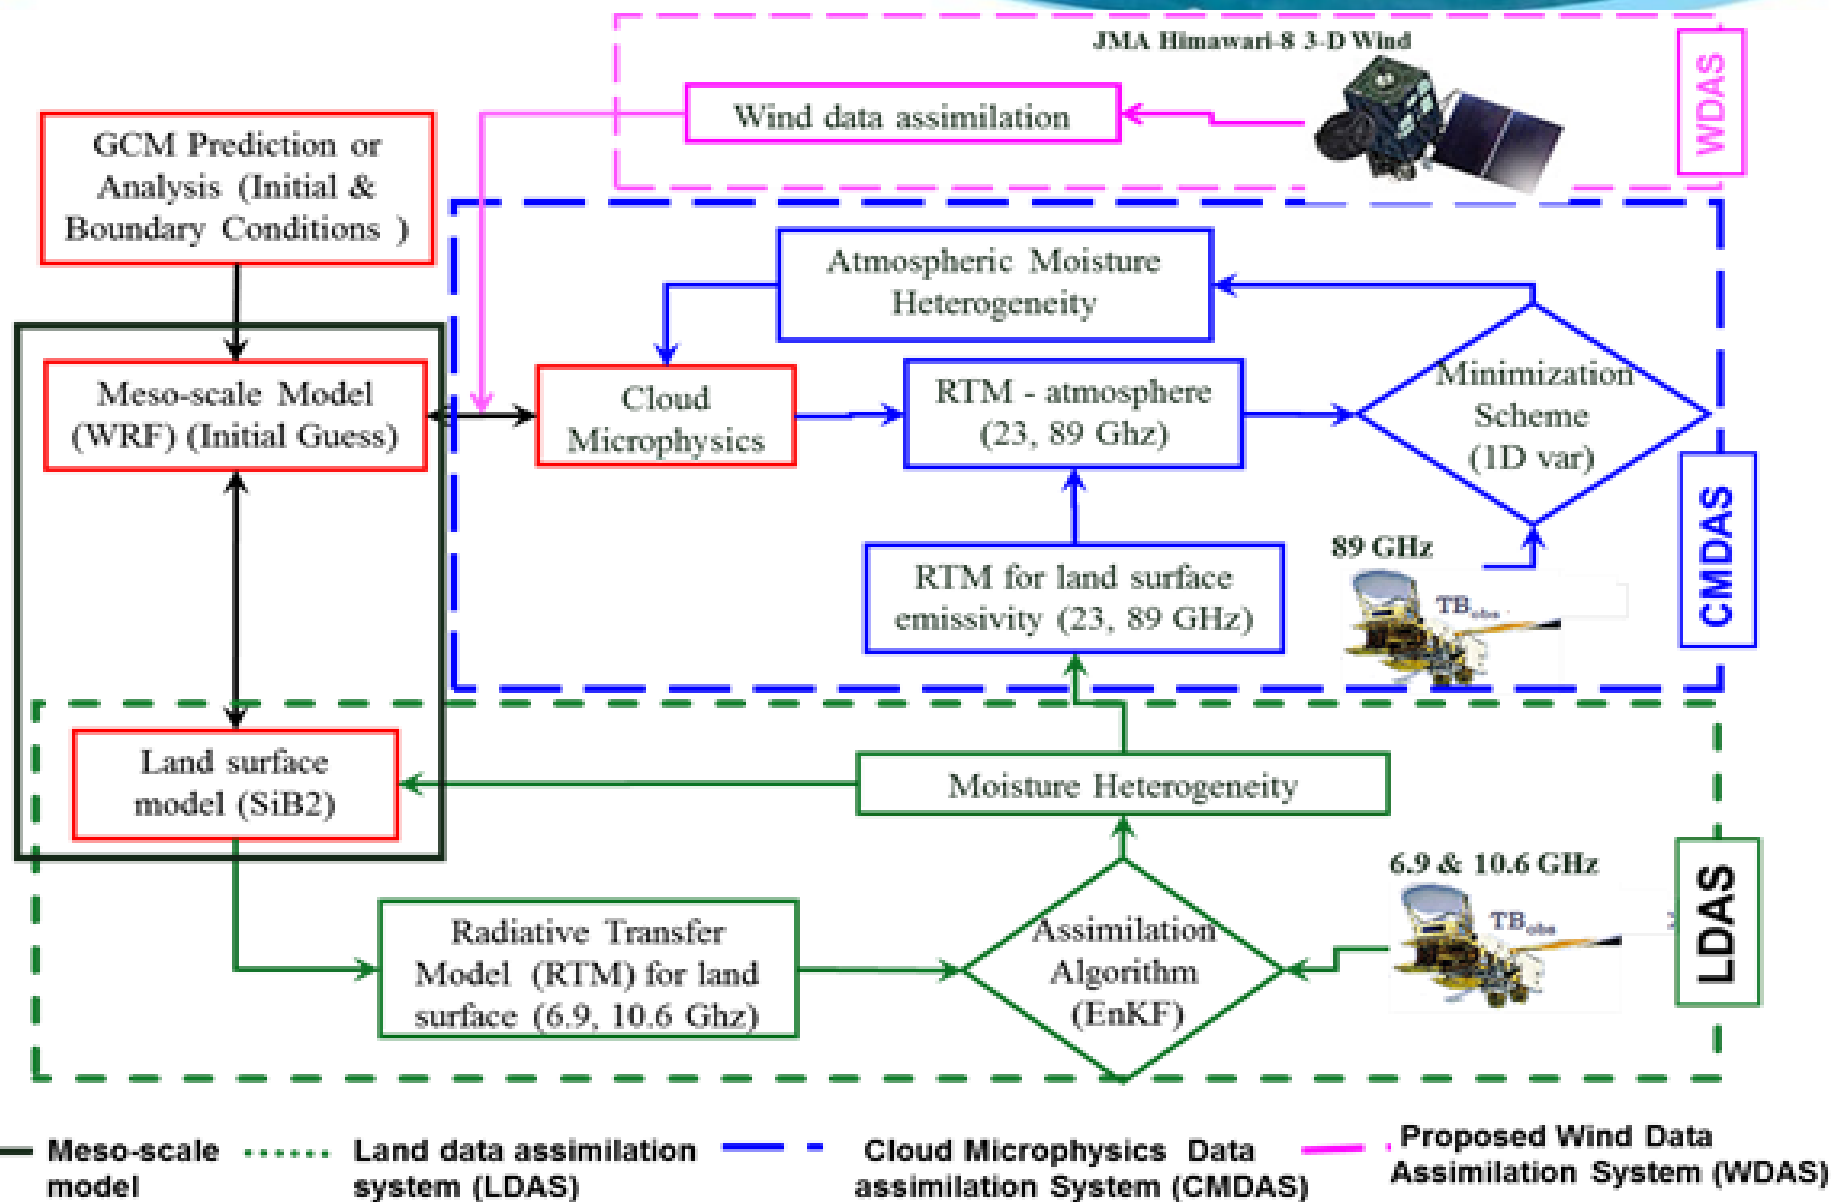 JMA Himawari-8 3-D Wind
WDAS
Wind data assimilation
GCM Prediction or
Analysis (Initial &
Boundary Conditions )
Atmospheric Moisture
Heterogeneity
Meso-scale Model
(WRF) (Initial Guess)
Cloud
Microphysics
RTM - atmosphere
(23, 89 Ghz)
Minimization
Scheme
(1D var)
CMDAS
RTM for land surface
emissivity (23, 89 GHz)
89 GHz
TBobs
Land surface
model (SiB2)
Moisture Heterogeneity
6.9 & 10.6 GHz
TBobs
LDAS
Radiative Transfer
Model (RTM) for land
surface (6.9, 10.6 Ghz)
Assimilation
Algorithm
(EnKF)
Meso-scale
model
Land data assimilation
system (LDAS)
Cloud Microphysics Data
assimilation System (CMDAS)
Proposed Wind Data
Assimilation System (WDAS)